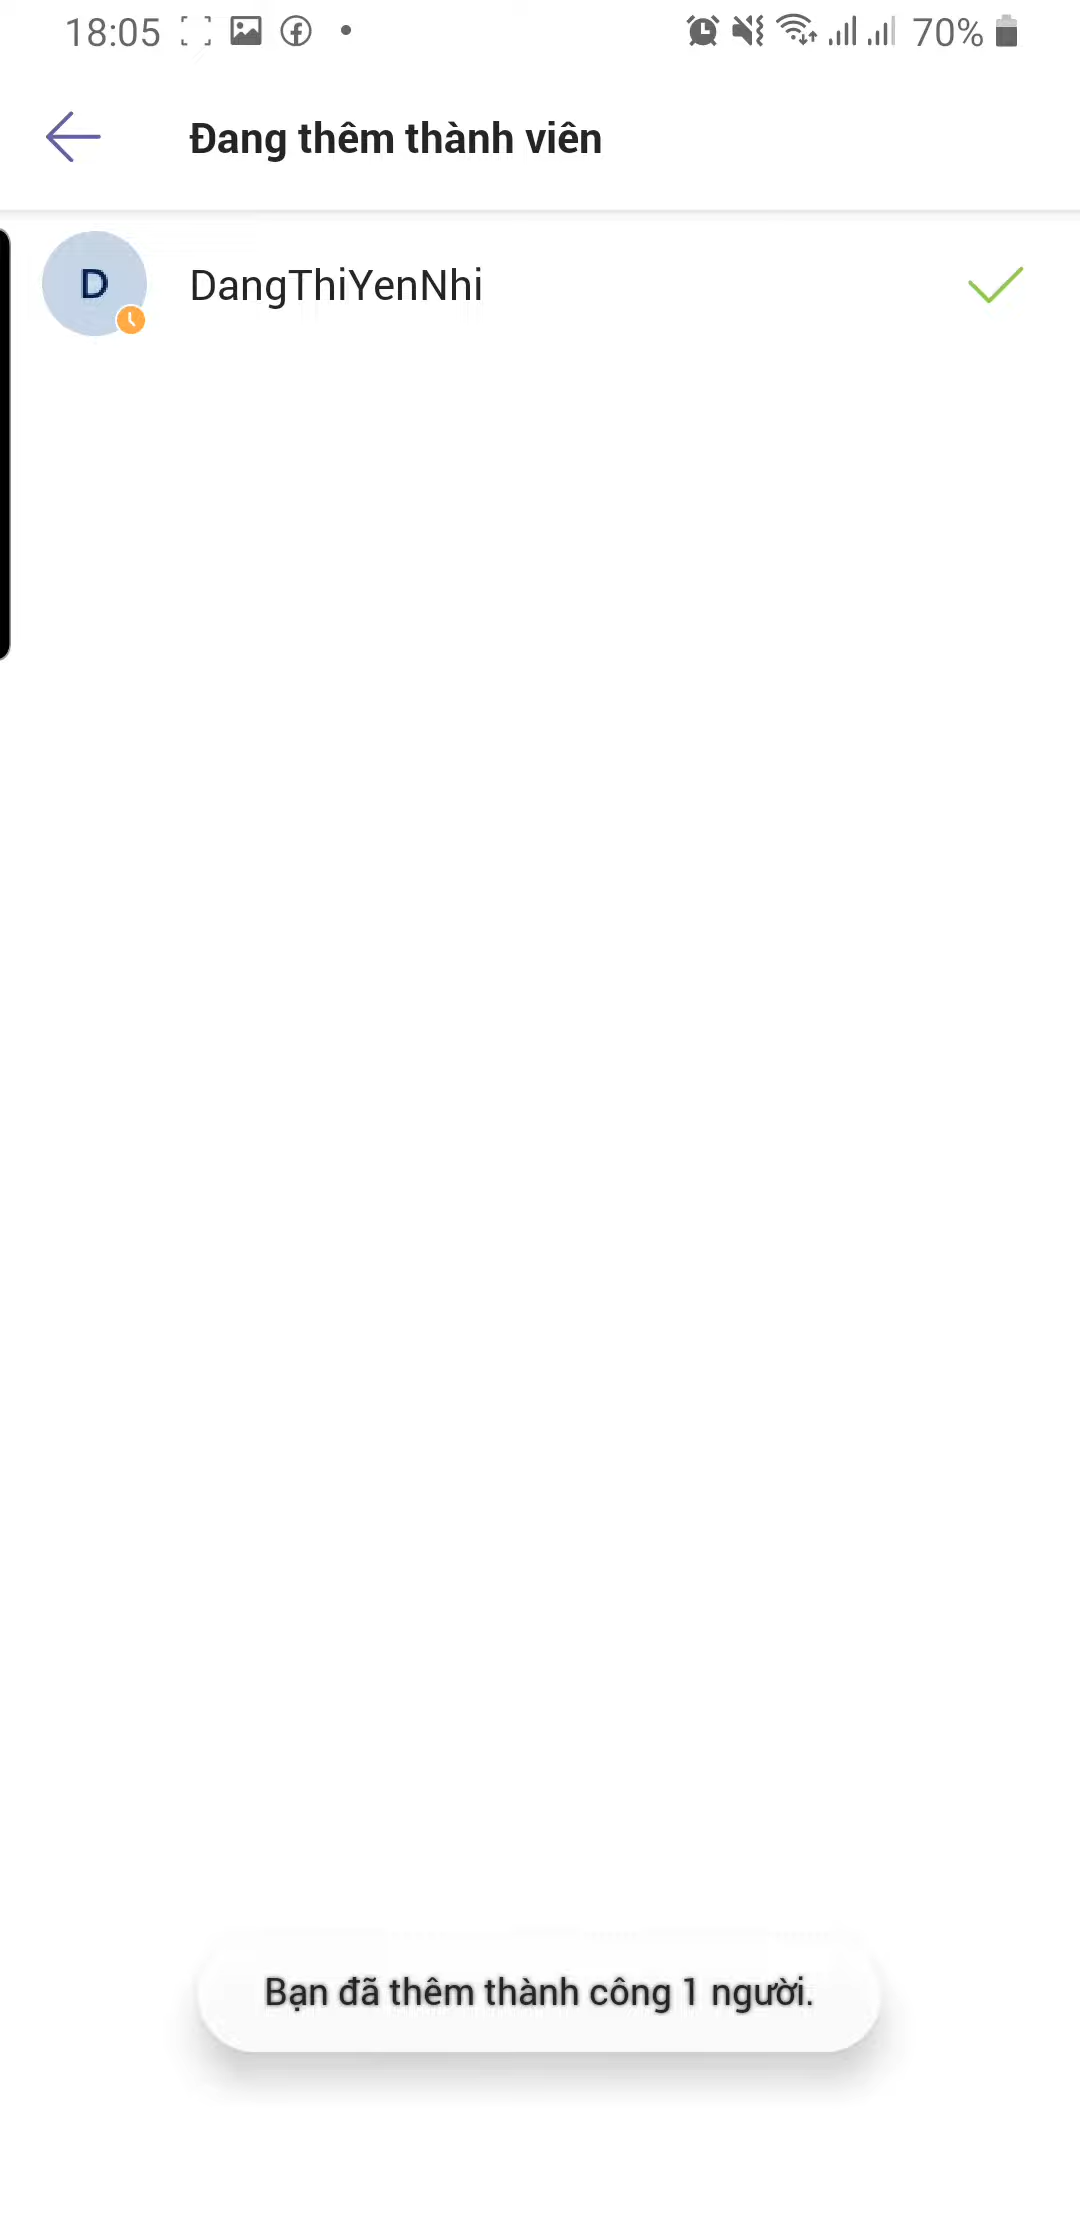 18:05
70%
Đang thêm thành viên
D
DangThiYenNhi
Bạn đã thêm thành công 1 người.